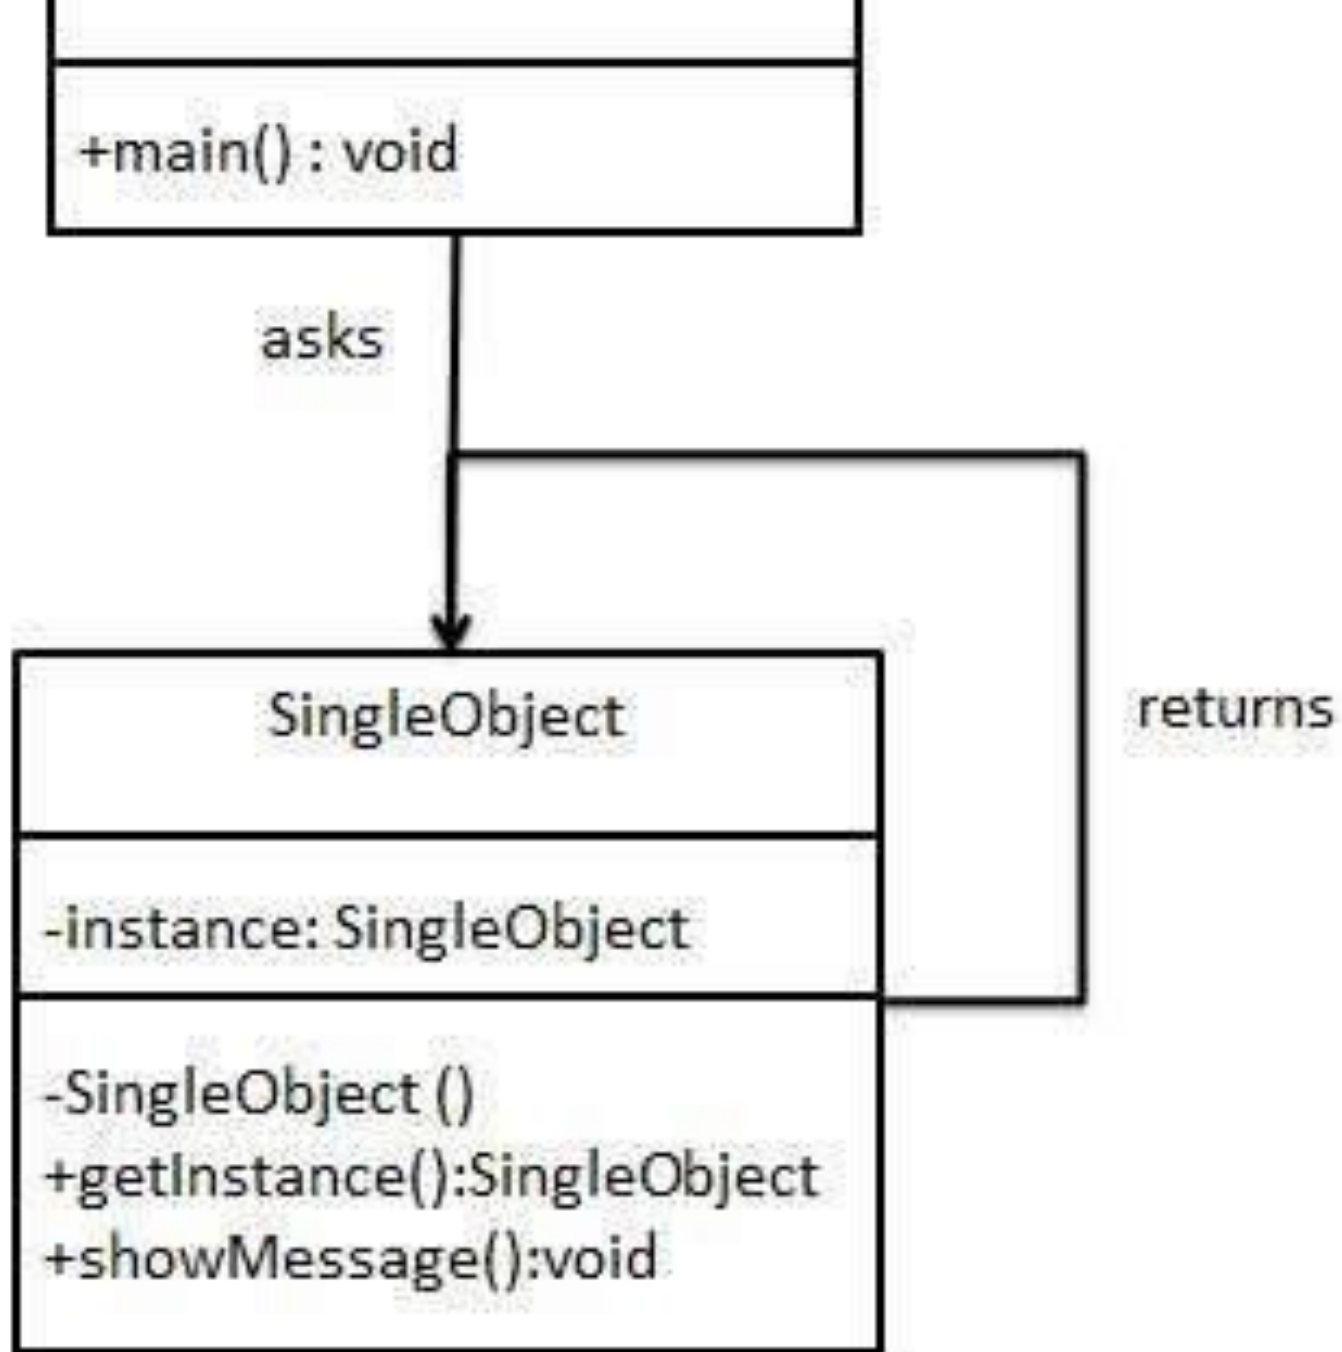 +main() : void
asks
SingleObject
returns
-instance: SingleObject
-SingleObject ()
+getInstance():SingleObject
+showMessage():void